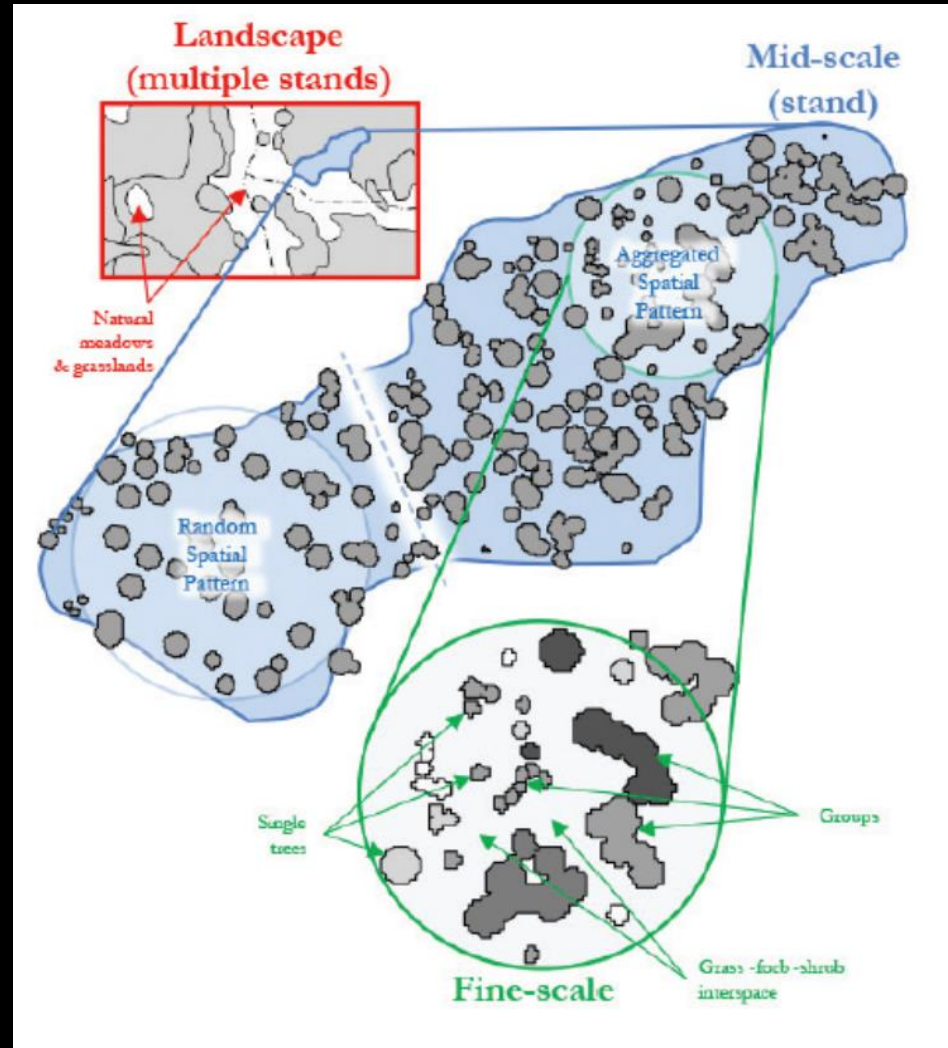 Landscape
(multiple stands)
Mid-scale
(stand)
Natural
meadows
& grasslands
Aggregated
Spatial
Pattern
Random
Spatial
Pattern
Single
trees
Groups
Grass -forb -shrub
interspace
Fine-scale